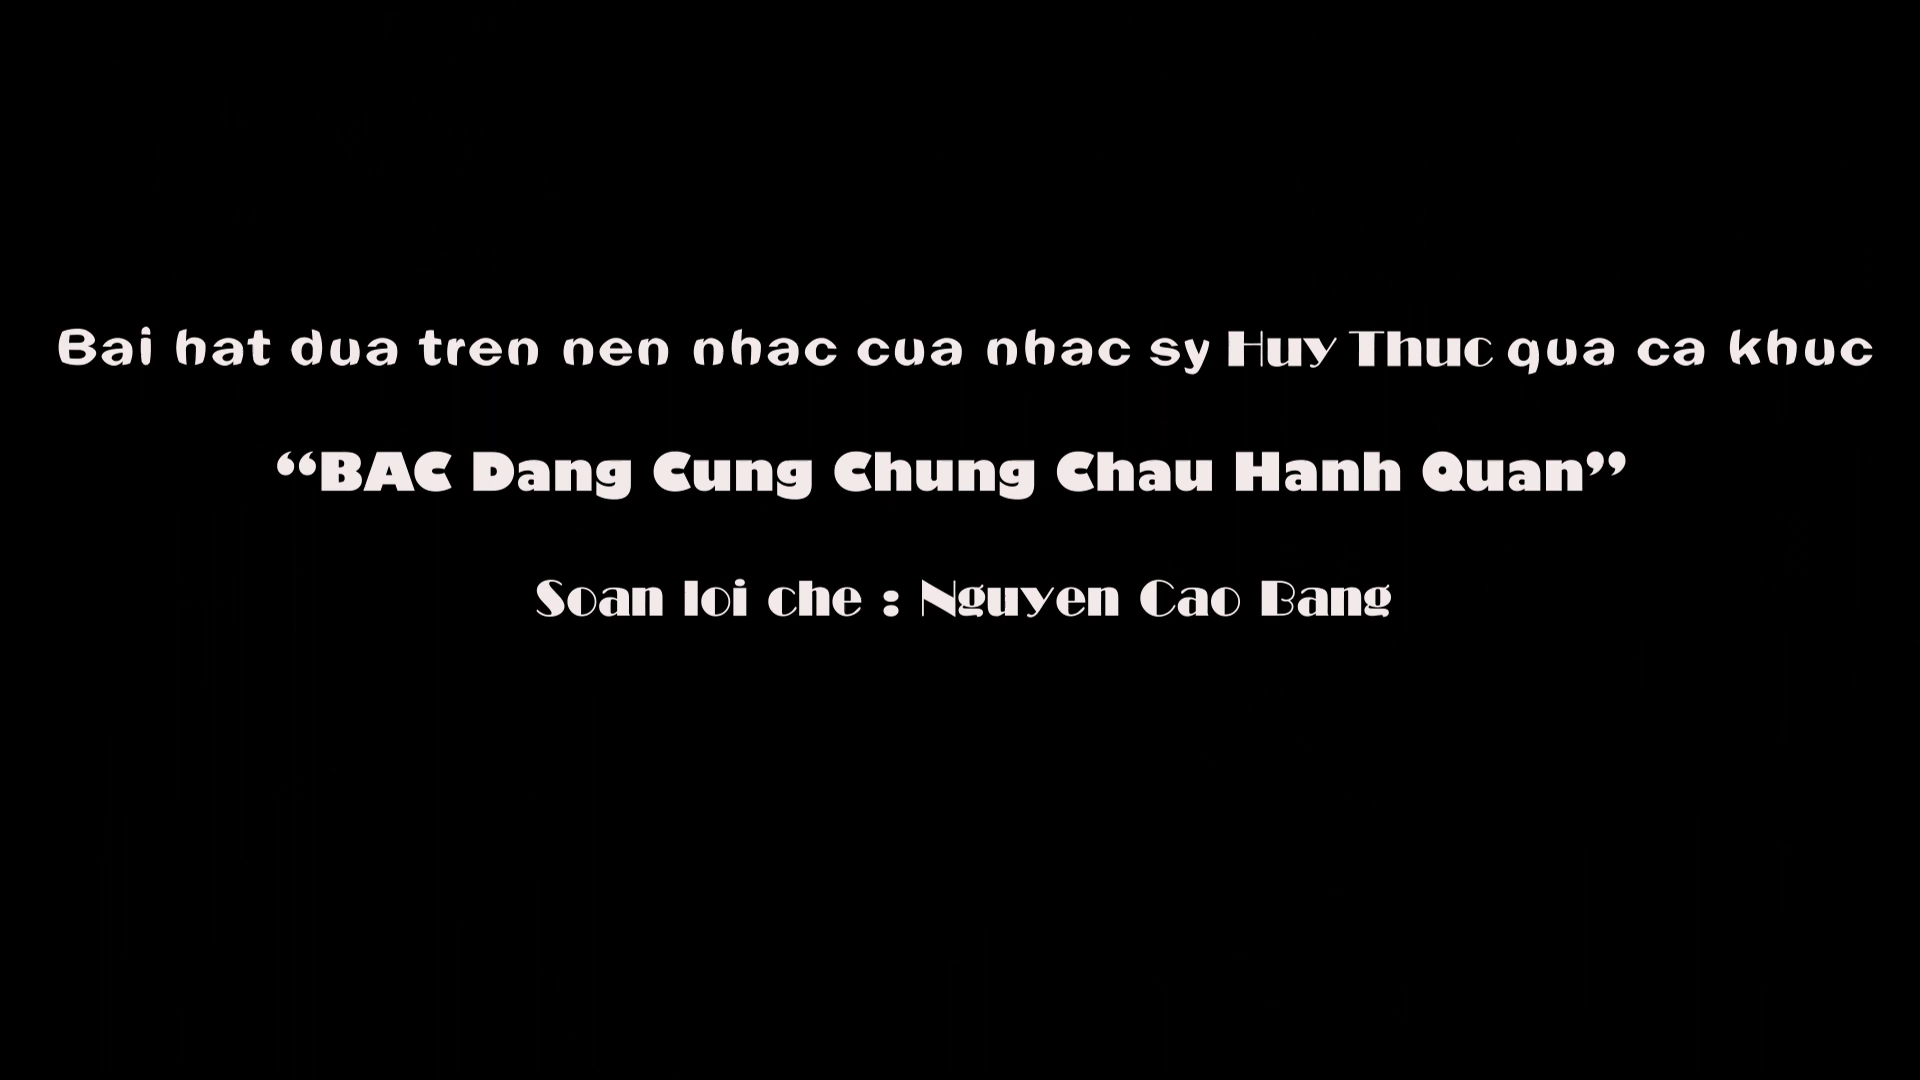 Bai hat dua tren nen nhac cua nhac sy Huy Thuc qua ca khuc
“BAC Dang Cung Chung Chau Hanh Quan”
Soan loi che : Nguyen Cao Bang